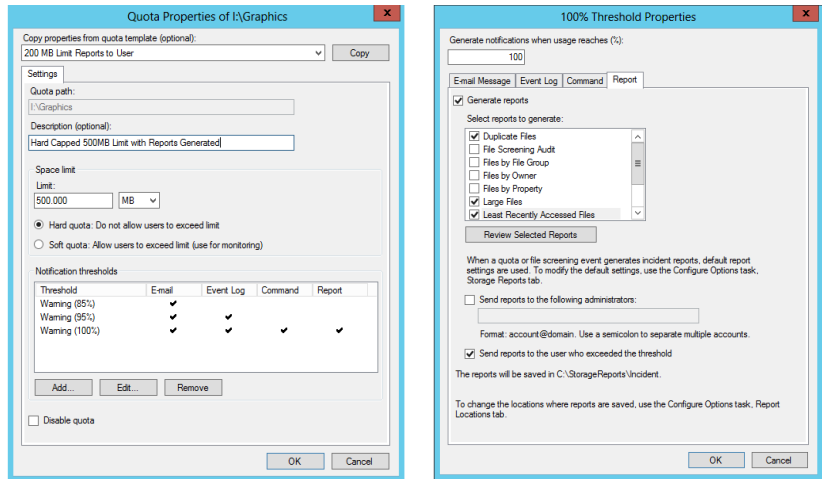 Quota Properties of I:\Graphics
x
Copy properties from quota template (optional):
200 MB Limit Reports to User
Copy
Settings
Quota path:
I:\Graphics
Description (optional):
Hard Capped 500MB Limit with Reports Generated
Space limit
Limit:
500.000 MB
Hard quota: Do not allow users to exceed limit
Soft quota: Allow users to exceed limit (use for monitoring)
Notification thresholds
Threshold E-mail Event Log Command Report
Warning (85%)
Warning (95%)
Warning (100%)
Add... Edit... Remove
Disable quota
OK Cancel
100% Threshold Properties
x
Generate notifications when usage reaches (%):
100
E-mail Message Event Log Command Report
Generate reports
Select reports to generate:
Duplicate Files
File Screening Audit
Files by File Group
Files by Owner
Files by Property
Large Files
Least Recently Accessed Files
Review Selected Reports
When a quota or file screening event generates incident reports, default report
settings are used. To modify the default settings, use the Configure Options task,
Storage Reports tab.
Send reports to the following administrators:
Format: account@domain. Use a semicolon to separate multiple accounts.
Send reports to the user who exceeded the threshold
The reports will be saved in C:\StorageReports\Incident.
To change the locations where reports are saved, use the Configure Options task, Report
Locations tab.
OK Cancel